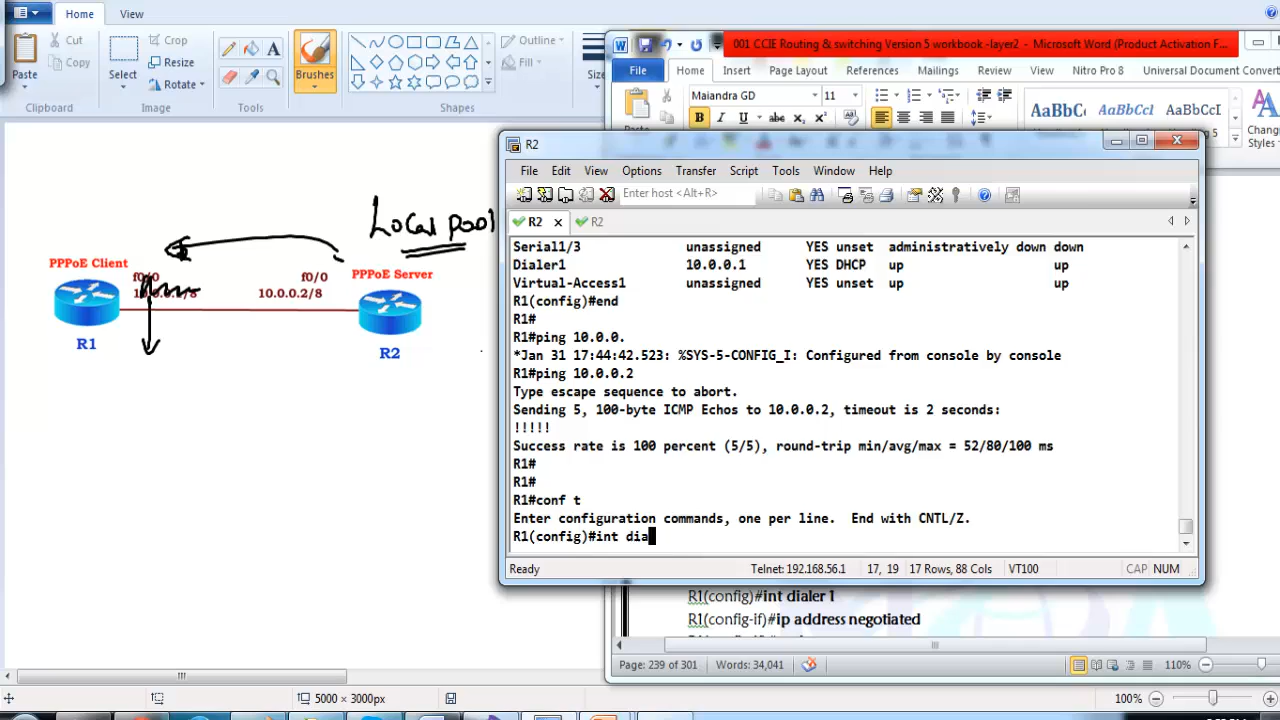 Home
View
Paste
Cut
Copy
Clipboard
Select
Crop
Resize
Rotate
Image
Tools
Brushes
Shapes
Outline
Fill
001 CCIE Routing & switching Version 5 workbook -layer2 - Microsoft Word (Product Activation F...
File Home Insert Page Layout References Mailings Review View Nitro Pro 8 Universal Document Convert
Paste
Maiandra GD 11
B I U abc X₂ X²
AaBbC AaBbCcI AaBbCcI
Chang
Styles
R2
File Edit View Transfer Script Tools Window Help
Enter host <Alt+R>
R2
R2
Serial1/3 unassigned YES unset administratively down down
Dialer1 10.0.0.1 YES DHCP up up
Virtual-Access1 unassigned YES unset up up
R1(config)#end
R1#
R1#ping 10.0.0.
*Jan 31 17:44:42.523: %SYS-5-CONFIG_I: Configured from console by console
R1#ping 10.0.0.2
Type escape sequence to abort.
Sending 5, 100-byte ICMP Echos to 10.0.0.2, timeout is 2 seconds:
!!!!!
Success rate is 100 percent (5/5), round-trip min/avg/max = 52/80/100 ms
R1#
R1#
R1#conf t
Enter configuration commands, one per line. End with CNTL/Z.
R1(config)#int dia
Ready
Telnet: 192.168.56.1 17, 19 17 Rows, 88 Cols VT100 CAP NUM
Local pool
PPPoE Client
f0/0
R1
f0/0
10.0.0.2/8
PPPoE Server
R2
R1(config)#int dialer 1
R1(config-if)#ip address negotiated
Page: 239 of 301 Words: 34,041 110%
5000 × 3000px
100%